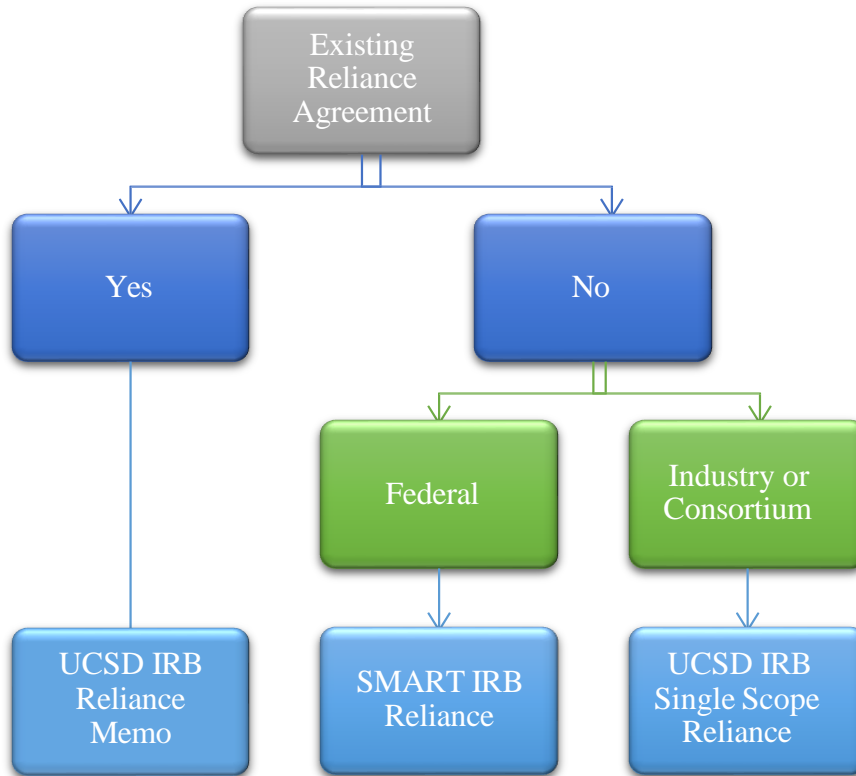 Existing
Reliance
Agreement
Yes
No
Federal
Industry or
Consortium
UCSD IRB
Reliance
Memo
SMART IRB
Reliance
UCSD IRB
Single Scope
Reliance